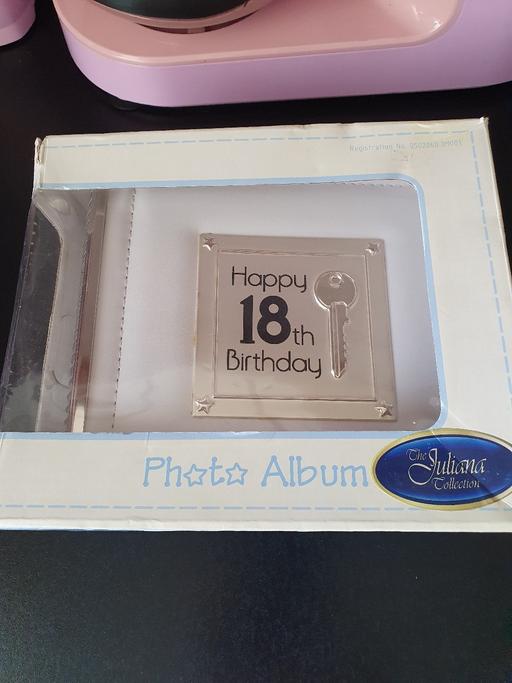 Happy
18th
Birthday
Photo Album
The
Juliana
Collection